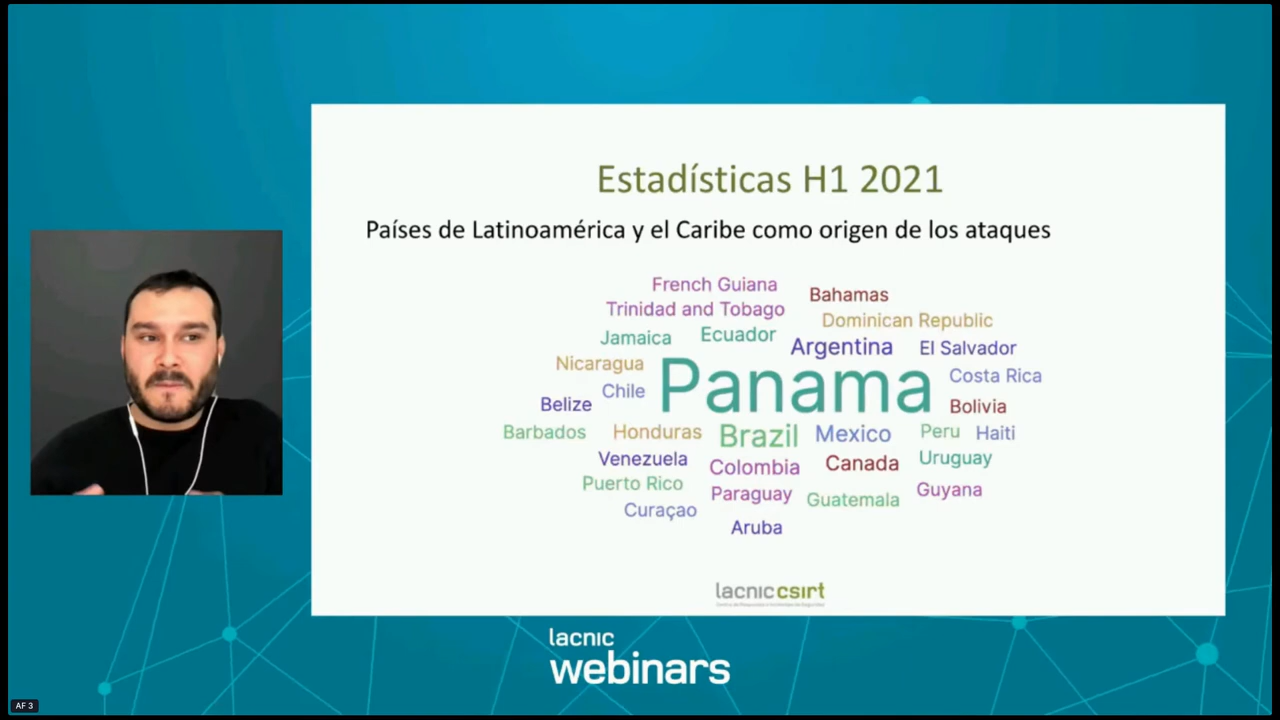 Estadísticas H1 2021
Países de Latinoamérica y el Caribe como origen de los ataques
French Guiana
Bahamas
Trinidad and Tobago
Dominican Republic
Jamaica
Ecuador
Argentina
El Salvador
Nicaragua
Panama
Costa Rica
Chile
Belize
Bolivia
Barbados
Honduras
Brazil
Mexico
Peru
Haiti
Venezuela
Colombia
Canada
Uruguay
Puerto Rico
Paraguay
Guatemala
Guyana
Curaçao
Aruba
lacnic csirt
lacnic
webinars
AF 3